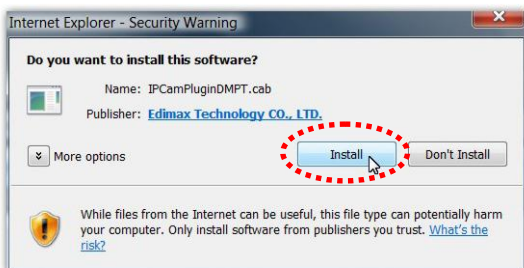 Internet Explorer - Security Warning
Do you want to install this software?
Name: IPCamPluginDMPT.cab
Publisher: Edimax Technology CO., LTD.
More options
Install
Don't Install
While files from the Internet can be useful, this file type can potentially harm
your computer. Only install software from publishers you trust. What's the
risk?